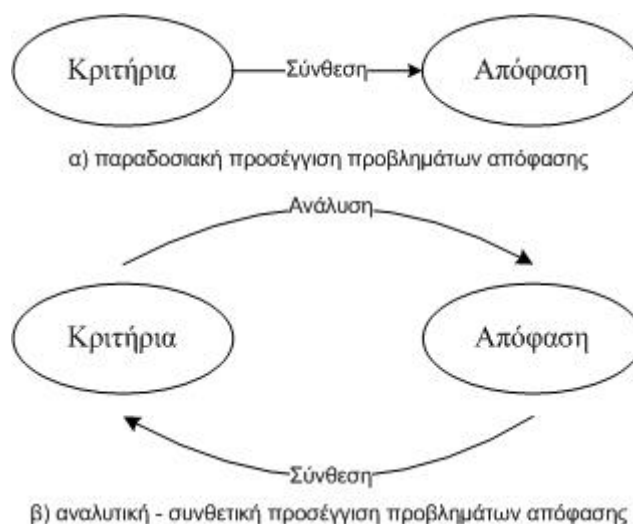 Κριτήρια
Σύνθεση
Απόφαση
α) παραδοσιακή προσέγγιση προβλημάτων απόφασης
Ανάλυση
Κριτήρια
Απόφαση
Σύνθεση
β) αναλυτική - συνθετική προσέγγιση προβλημάτων απόφασης